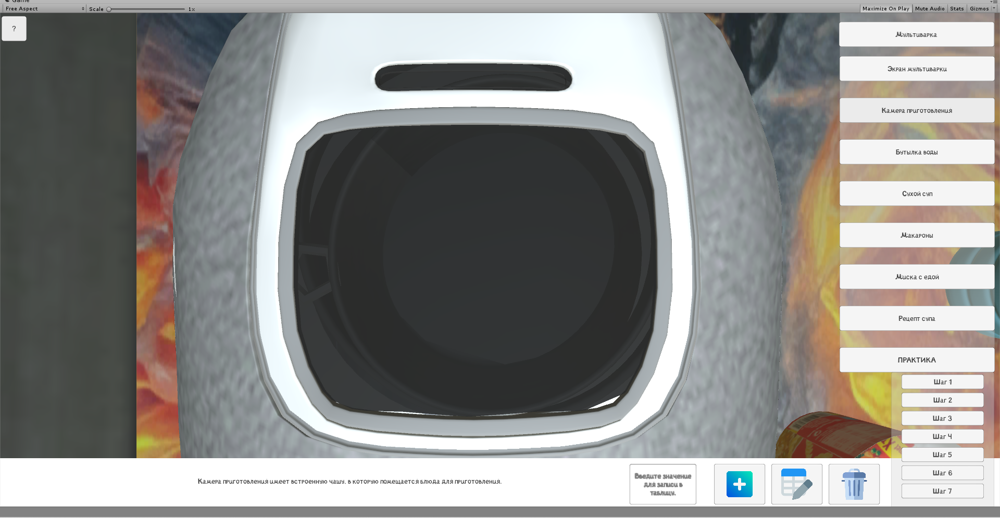 Game
Free Aspect
Scale 1x
Maximize On Play Mute Audio Stats Gizmos
?
Мультиварка
Экран мультиварки
Камера приготовления
Бутылка воды
Сухой суп
Макароны
Миска с едой
Рецепт супа
ПРАКТИКА
Шаг 1
Шаг 2
Шаг 3
Шаг 4
Шаг 5
Шаг 6
Шаг 7
Камера приготовления имеет встроенную чашу, в которую помещается блюда для приготовления.
Введите значение
для записи в
таблицу.